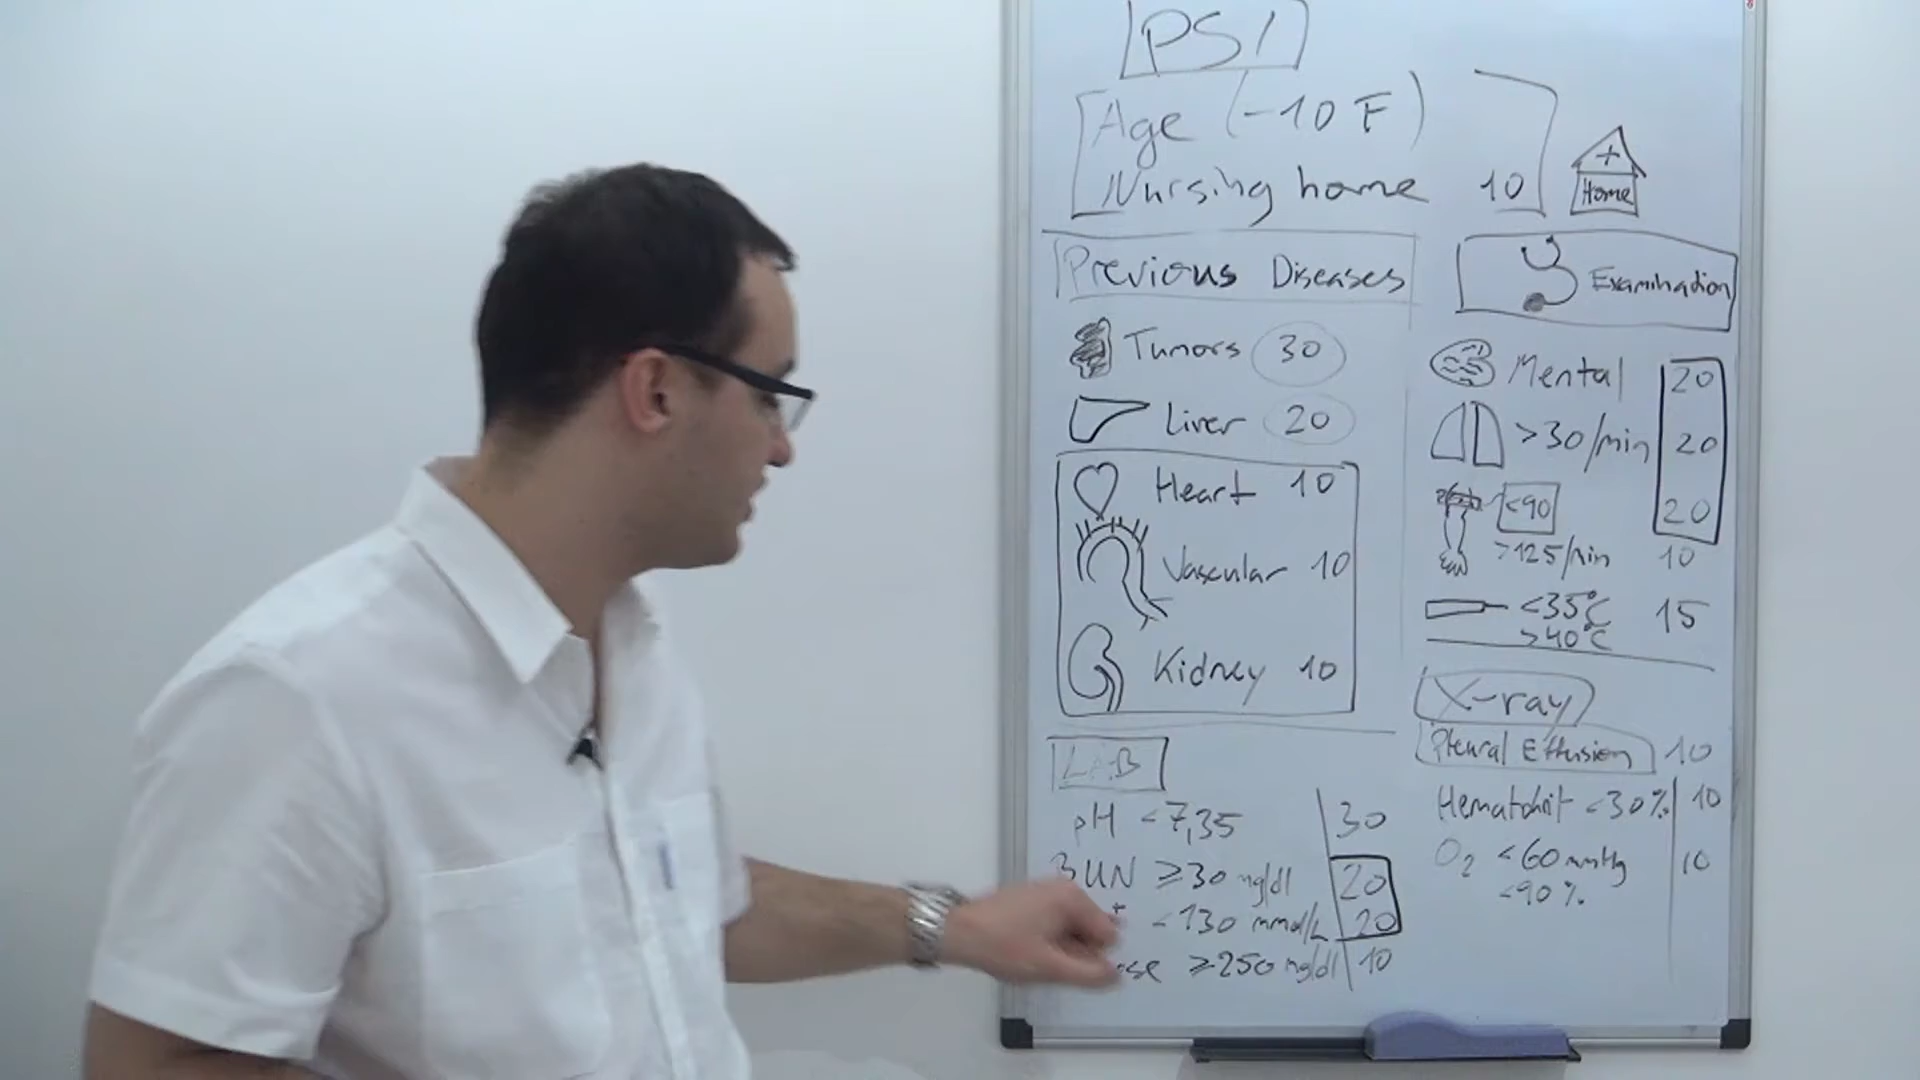 PSI
Age (-10 F)
Nursing home 10
+
Home
Previous Diseases
Tumors 30
Liver 20
Heart 10
Vascular 10
Kidney 10
Examination
Mental 20
>30/min 20
<90 20
>125/min 10
<35°C 15
>40°C
X-ray
Pleural Effusion 10
Hematokrit <30% 10
O2 <60 mmHg 10
<90%
LAB
pH <7,35 30
BUN ≥30 mg/dl 20
+ <130 mmol/L 20
ose ≥250 mg/dl 10